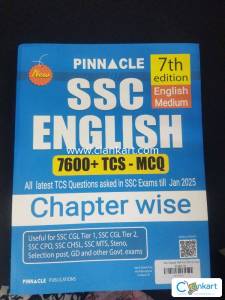 PINNACLE
7th
edition
English
Medium
New
SSC
ENGLISH
www.clankart.com
7600+ TCS - MCQ
All latest TCS Questions asked in SSC Exams till Jan 2025
Chapter wise
Useful for SSC CGL Tier 1, SSC CGL Tier 2,
SSC CPO, SSC CHSL, SSC MTS, Steno,
Selection post, GD and other Govt. exams
PINNACLE PUBLICATIONS
Clankart